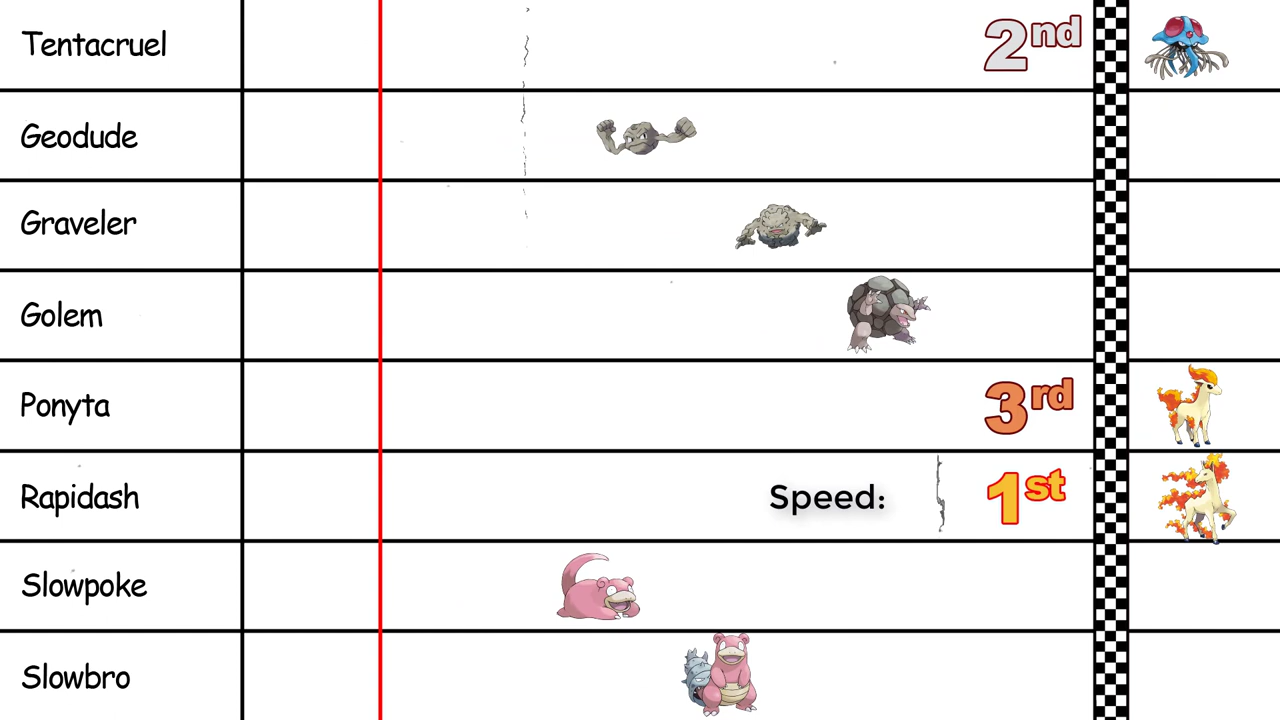 Tentacruel 2nd
Geodude
Graveler
Golem
Ponyta 3rd
Rapidash Speed: 1st
Slowpoke
Slowbro